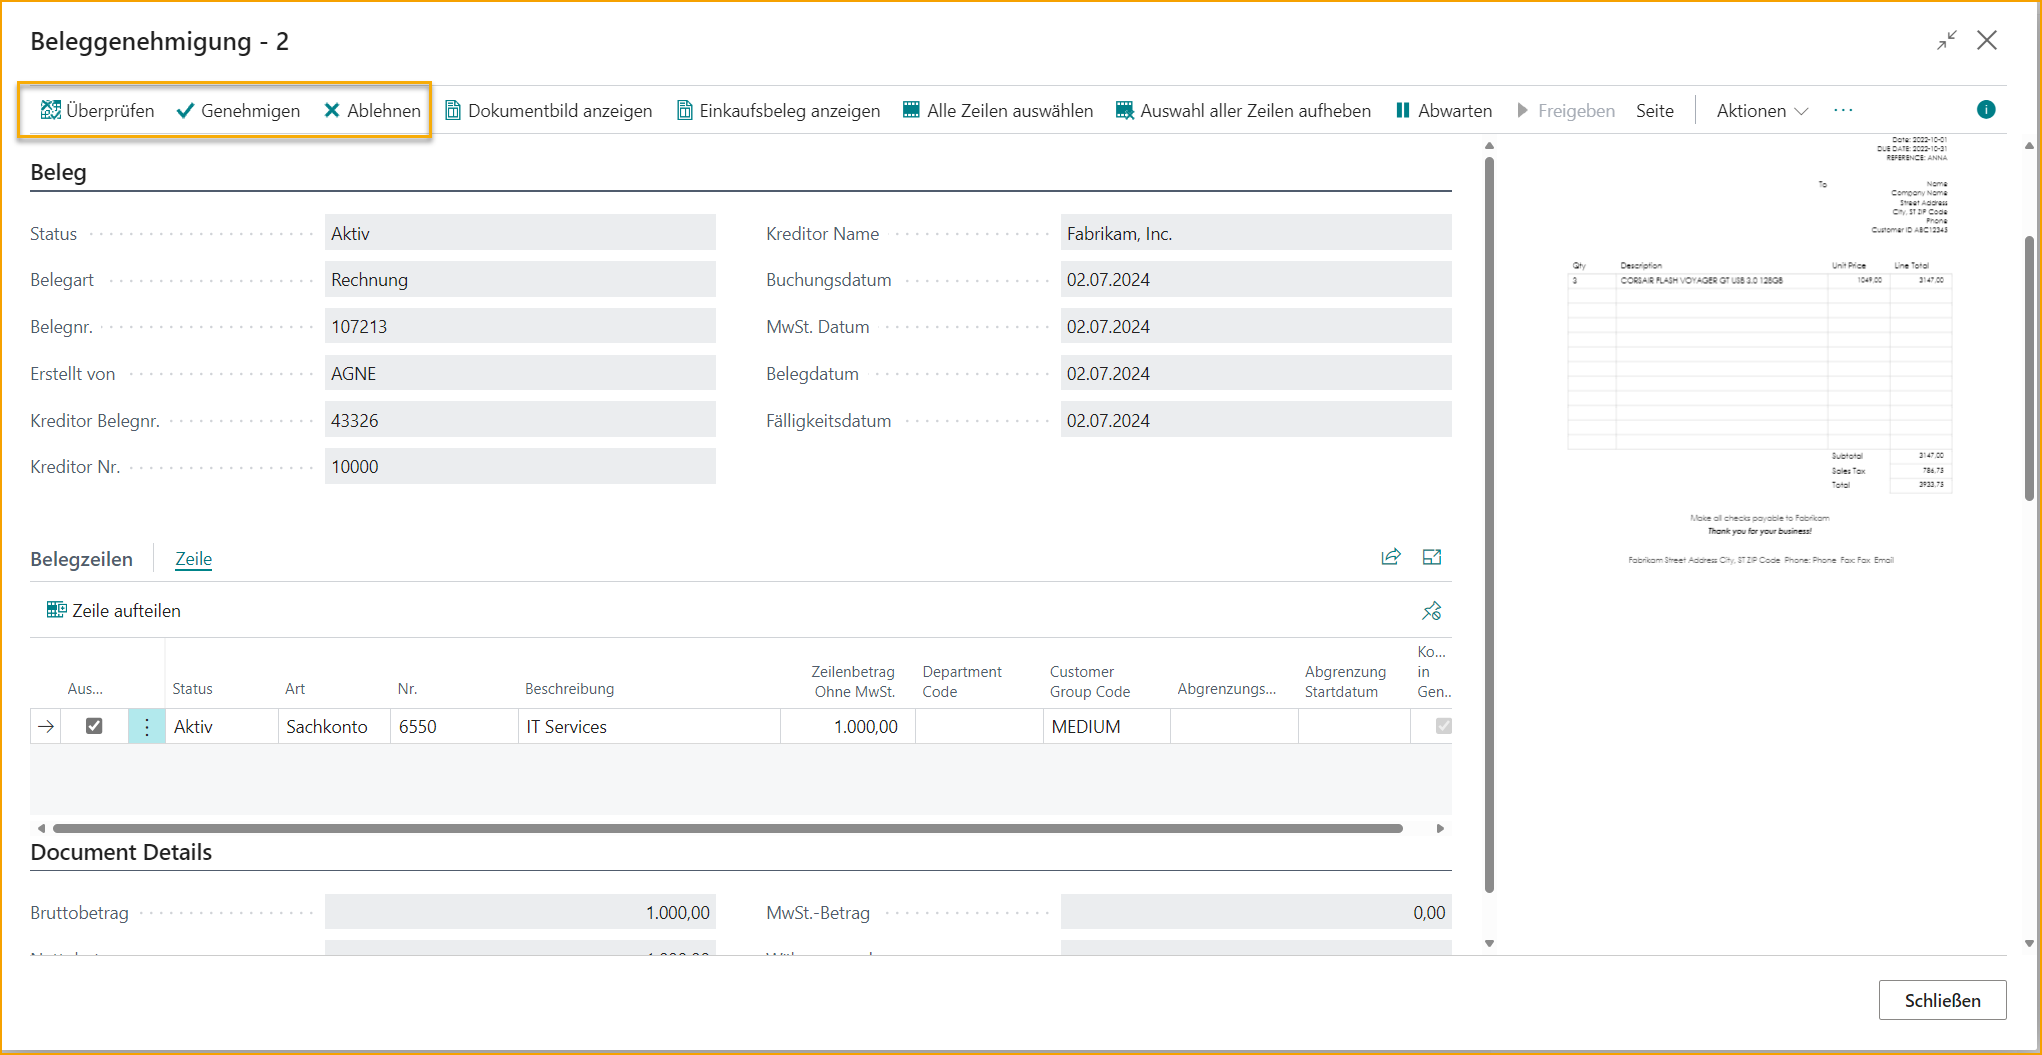 Beleggenehmigung - 2
Überprüfen Genehmigen Ablehnen Dokumentbild anzeigen Einkaufsbeleg anzeigen Alle Zeilen auswählen Auswahl aller Zeilen aufheben Abwarten Freigeben Seite Aktionen ...
Beleg
Status Aktiv
Belegart Rechnung
Belegnr. 107213
Erstellt von AGNE
Kreditor Belegnr. 43326
Kreditor Nr. 10000
Kreditor Name Fabrikam, Inc.
Buchungsdatum 02.07.2024
MwSt. Datum 02.07.2024
Belegdatum 02.07.2024
Fälligkeitsdatum 02.07.2024
Belegzeilen Zeile
Zeile aufteilen
Aus... Status Art Nr. Beschreibung Zeilenbetrag Ohne MwSt. Department Code Customer Group Code Abgrenzungs... Abgrenzung Startdatum Ko... in Gen...
Aktiv Sachkonto 6550 IT Services 1.000,00 MEDIUM
Document Details
Bruttobetrag 1.000,00
MwSt.-Betrag 0,00
Date: 2022-10-01
DUE DATE: 2022-10-31
REFERENCE: ANNA
To Name
Company Name
Street Address
City, ST ZIP Code
Phone
Customer ID ABC12345
Qty Description Unit Price Line Total
3 CORSAIR FLASH VOYAGER GT USB 3.0 128GB 1049,00 3147,00
Subtotal 3147,00
Sales Tax 786,75
Total 3933,75
Make all checks payable to Fabrikam
Thank you for your business!
Fabrikam Street Address City, ST ZIP Code Phone: Phone Fax: Fax Email
Schließen